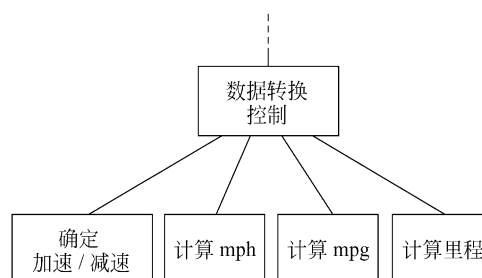 数据转换
控制
确定
加速 / 减速
计算 mph
计算 mpg
计算里程